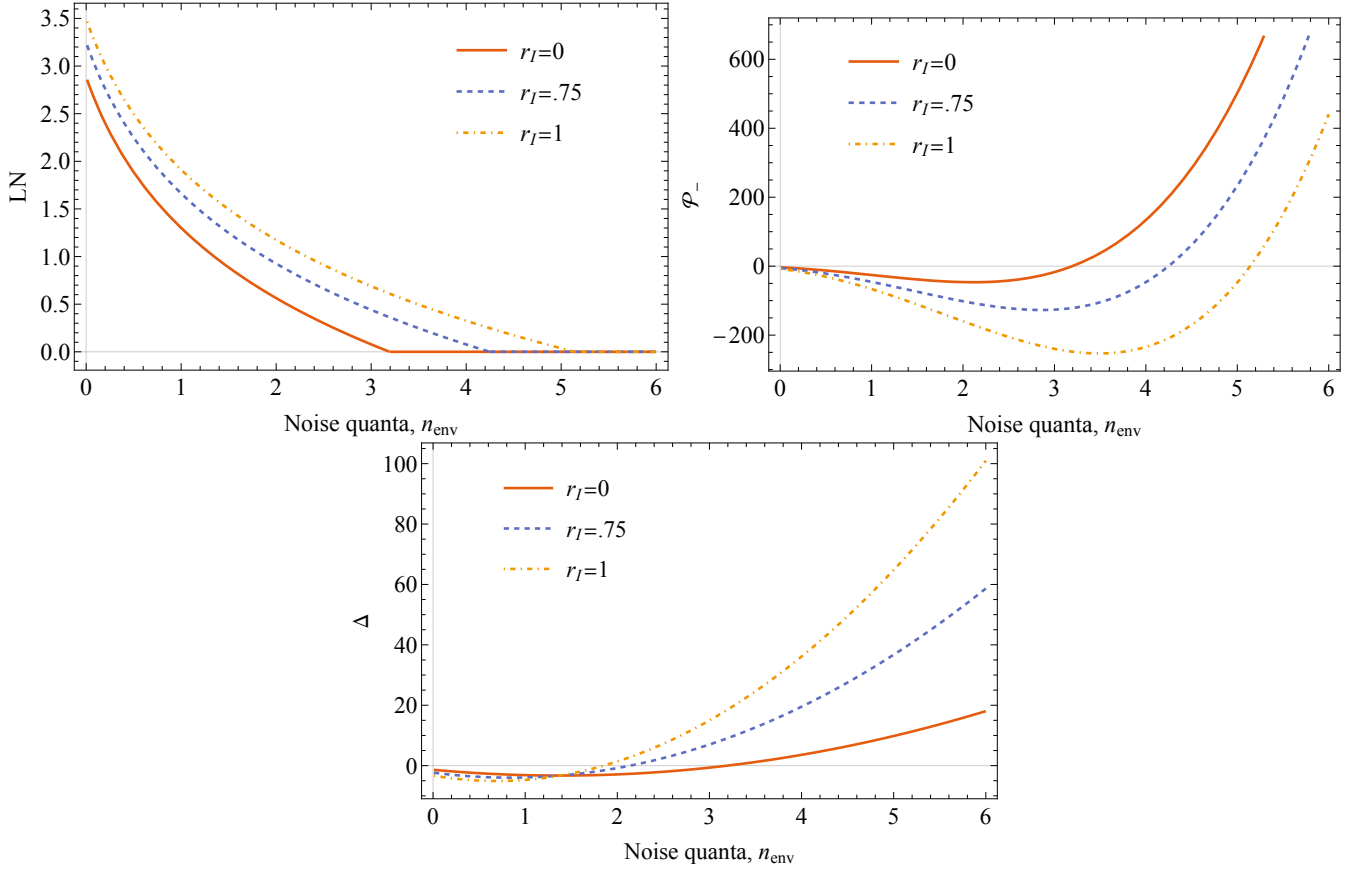 3.5
3.0
2.5
2.0
1.5
1.0
0.5
0.0
LN
r_I=0
r_I=.75
r_I=1
0 1 2 3 4 5 6
Noise quanta, n_env
600
400
200
0
−200
𝒫_−
r_I=0
r_I=.75
r_I=1
0 1 2 3 4 5 6
Noise quanta, n_env
100
80
60
40
20
0
Δ
r_I=0
r_I=.75
r_I=1
0 1 2 3 4 5 6
Noise quanta, n_env